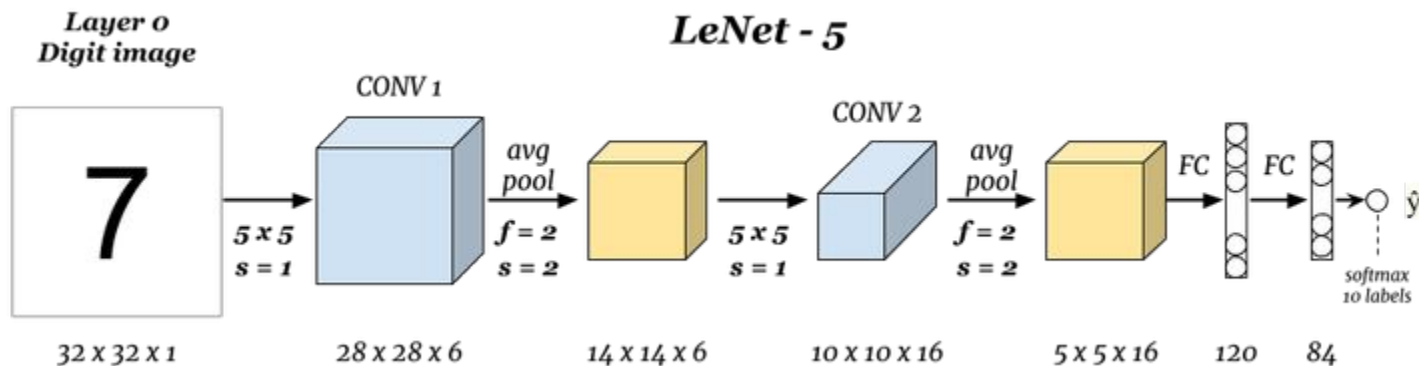 Layer 0
Digit image
LeNet - 5
7
CONV 1
CONV 2
5 x 5
s = 1
avg
pool
f = 2
s = 2
5 x 5
s = 1
avg
pool
f = 2
s = 2
FC
FC
ŷ
softmax
10 labels
32 x 32 x 1
28 x 28 x 6
14 x 14 x 6
10 x 10 x 16
5 x 5 x 16
120
84